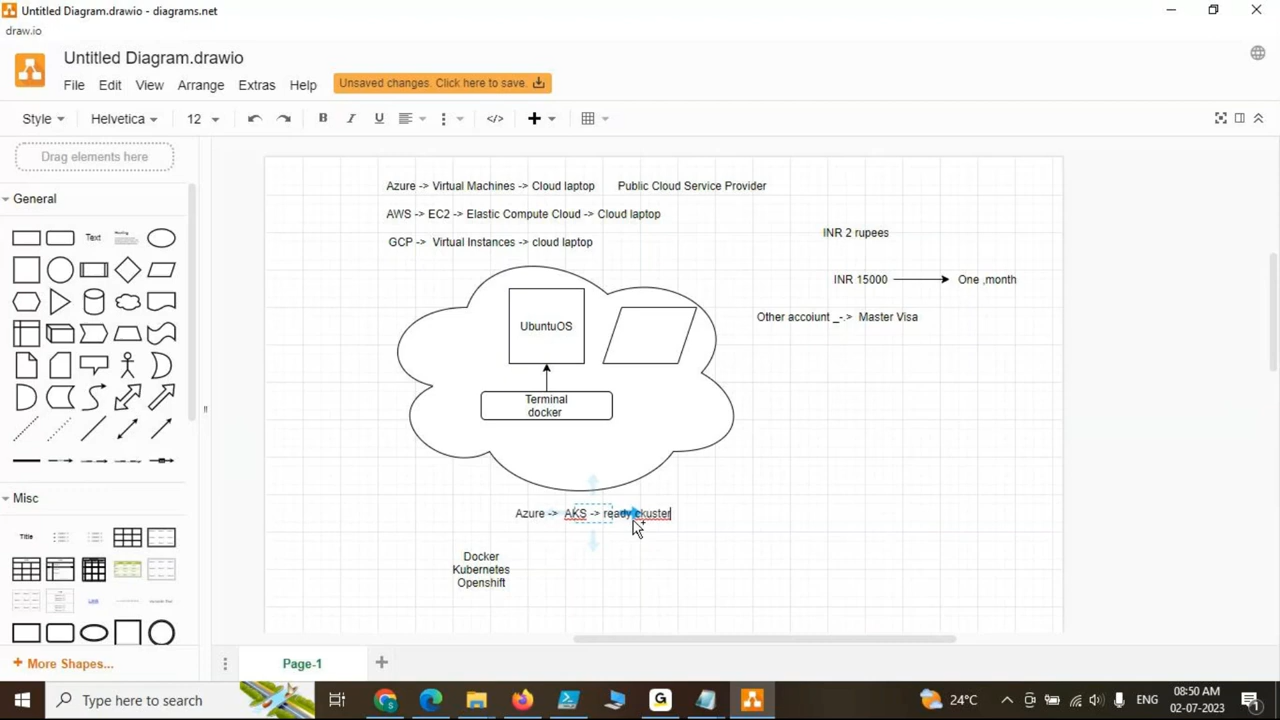 Untitled Diagram.drawio - diagrams.net
draw.io
Untitled Diagram.drawio
File Edit View Arrange Extras Help
Unsaved changes. Click here to save.
Style Helvetica 12 B I U
Drag elements here
General
Text
Misc
Title
More Shapes...
Azure -> Virtual Machines -> Cloud laptop Public Cloud Service Provider
AWS -> EC2 -> Elastic Compute Cloud -> Cloud laptop
GCP -> Virtual Instances -> cloud laptop
INR 2 rupees
INR 15000 One ,month
Other accoiunt _-.> Master Visa
UbuntuOS
Terminal
docker
Azure -> AKS -> ready ckuster
Docker
Kubernetes
Openshift
Page-1
Type here to search
24°C
ENG
08:50 AM
02-07-2023